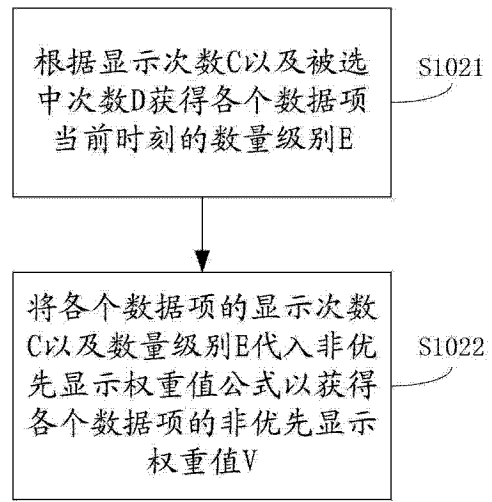 根据显示次数C以及被选
中次数D获得各个数据项
当前时刻的数量级别E
S1021
将各个数据项的显示次数
C以及数量级别E代入非优
先显示权重值公式以获得
各个数据项的非优先显示
权重值V
S1022